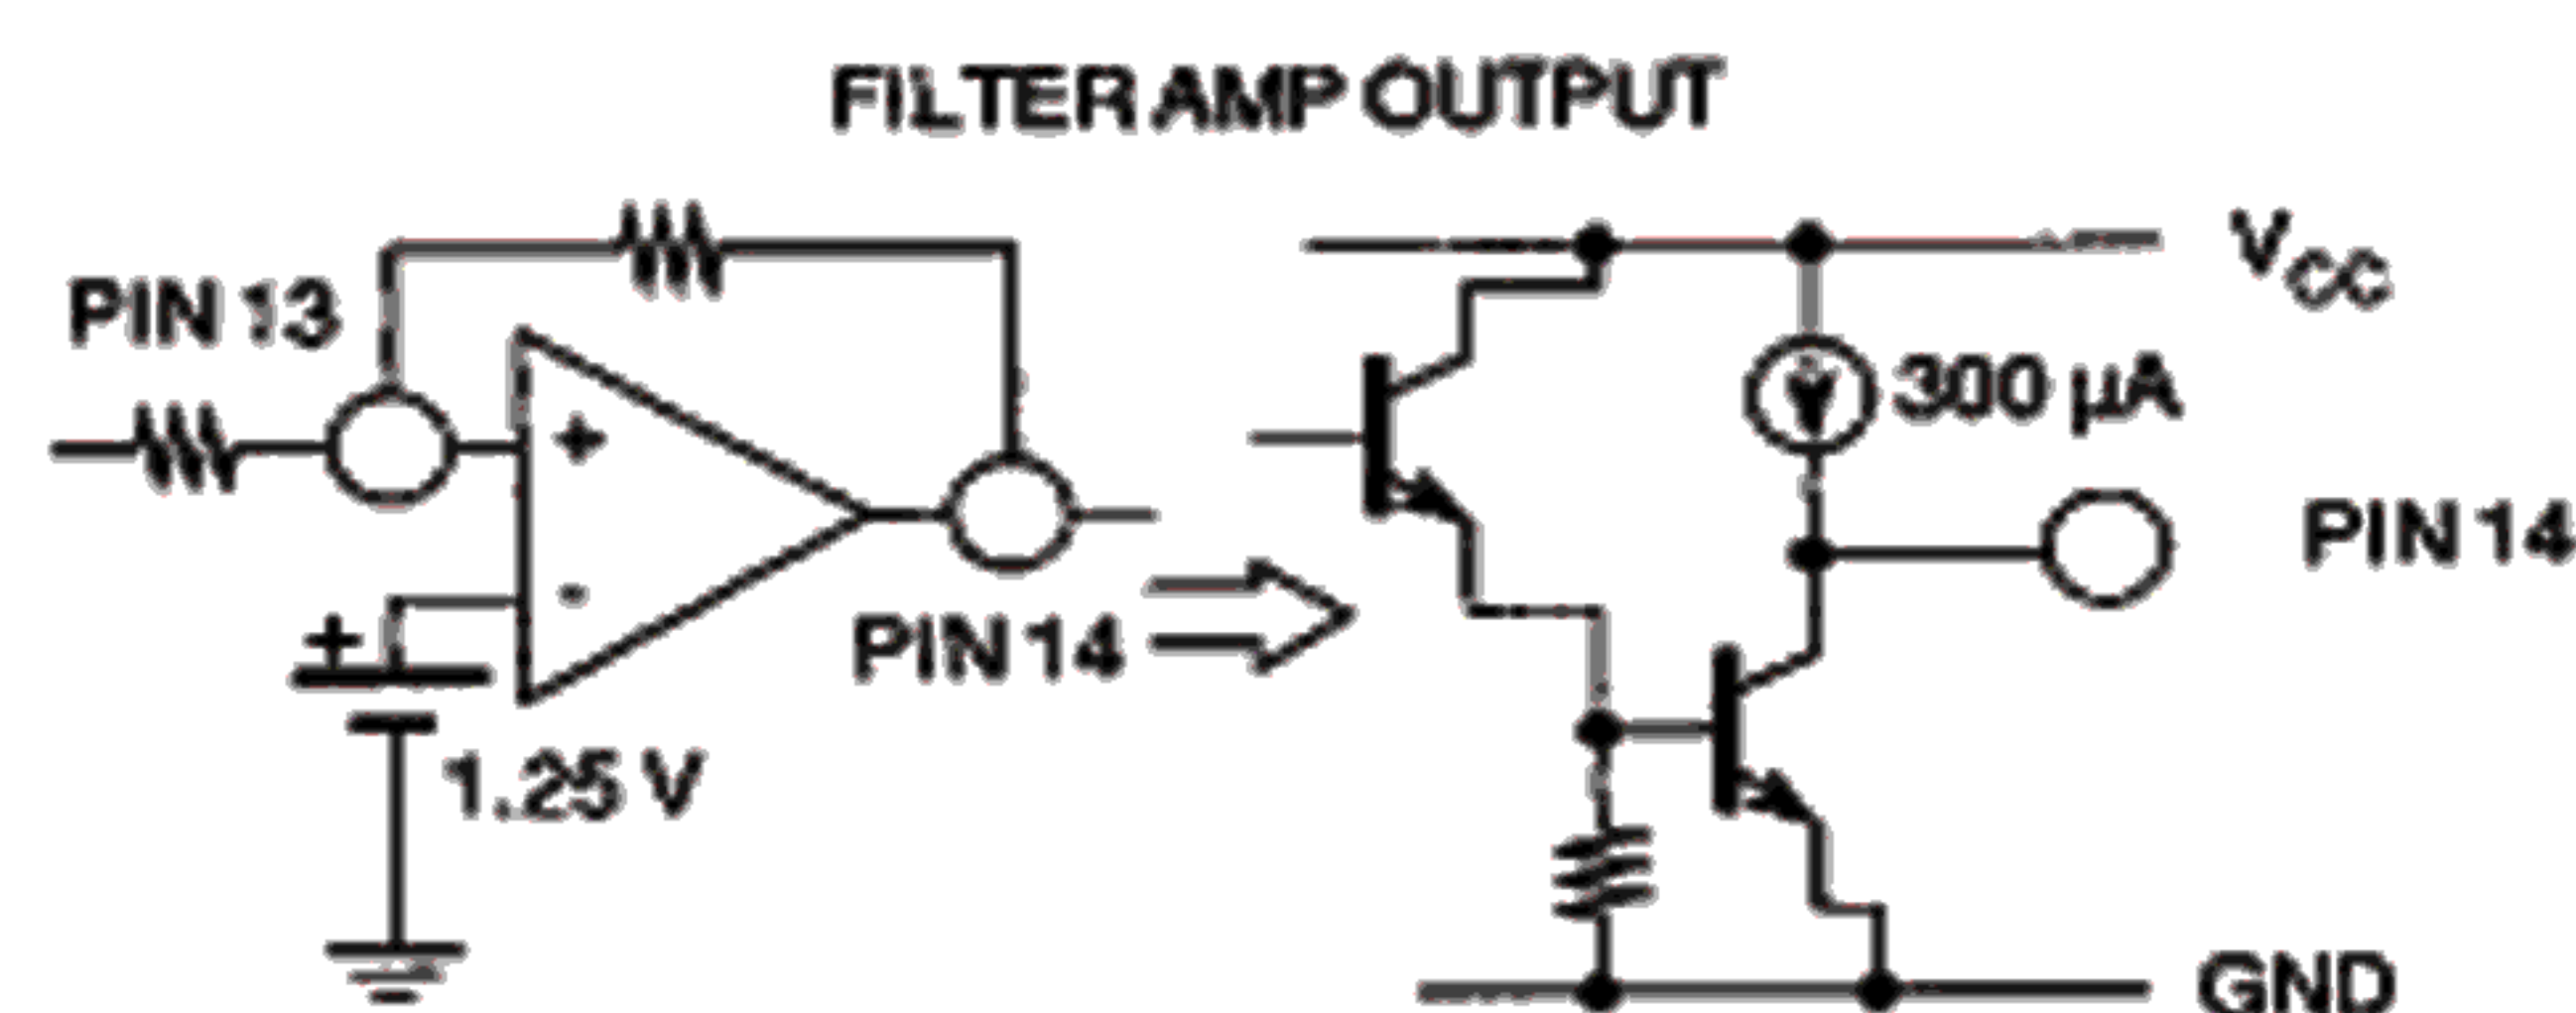 FILTER AMP OUTPUT
VCC
PIN 13
300 µA
+
PIN 14
-
+
PIN 14
1.25 V
GND